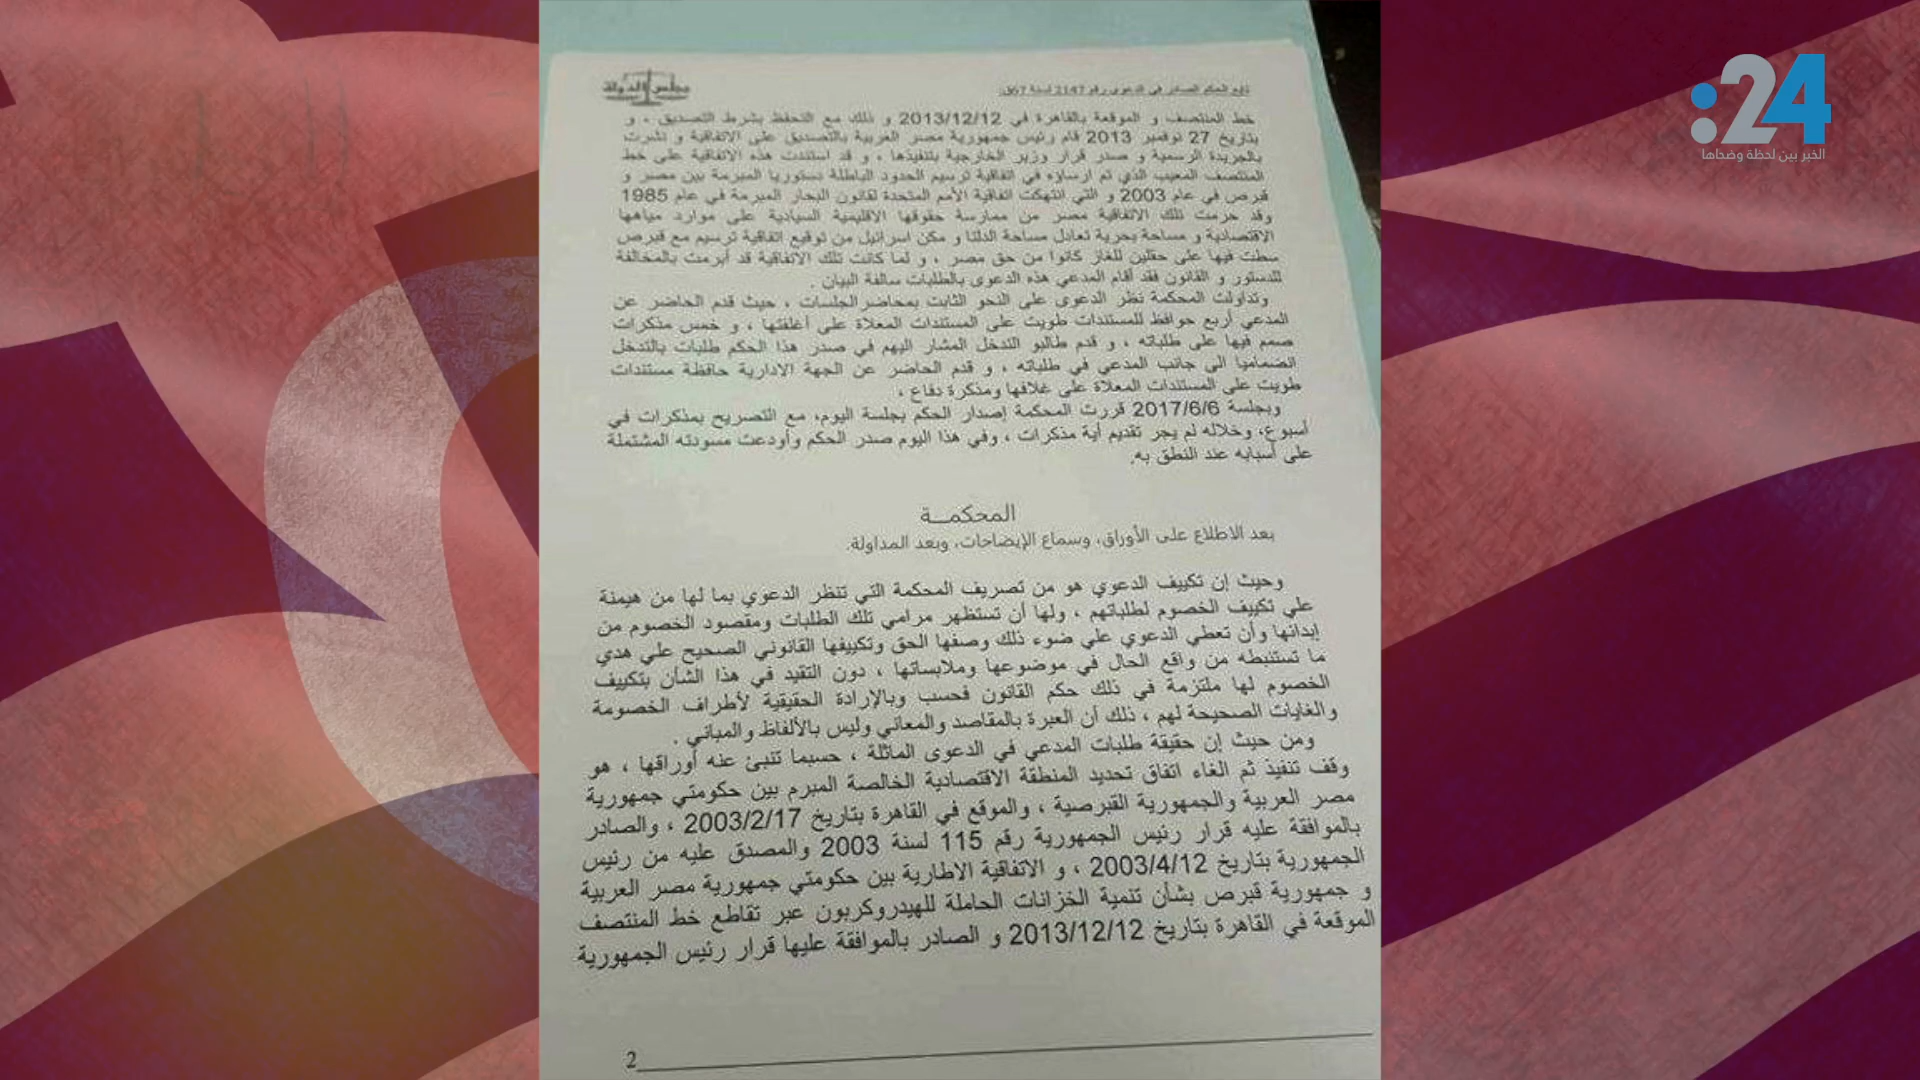 :24
الخبر بين لحظة وضحاها
مجلس الدولة
تابع الحكم الصادر في الدعوى رقم 2147 لسنة 67ق:
خط المنتصف و الموقعة بالقاهرة في 2013/12/12 و ذلك مع التحفظ بشرط التصديق ، و
بتاريخ 27 نوفمبر 2013 قام رئيس جمهورية مصر العربية بالتصديق على الاتفاقية و نشرت
بالجريدة الرسمية و صدر قرار وزير الخارجية بتنفيذها ، و قد استندت هذه الاتفاقية على خط
المنتصف المعيب الذي تم ارساؤه في اتفاقية ترسيم الحدود الباطلة دستوريا المبرمة بين مصر و
قبرص في عام 2003 و التي انتهكت اتفاقية الأمم المتحدة لقانون البحار المبرمة في عام 1985
وقد حرمت تلك الاتفاقية مصر من ممارسة حقوقها الاقليمية السيادية على موارد مياهها
الاقتصادية و مساحة بحرية تعادل مساحة الدلتا و مكن اسرائيل من توقيع اتفاقية ترسيم مع قبرص
سطت فيها على حقلين للغاز كانوا من حق مصر ، و لما كانت تلك الاتفاقية قد أبرمت بالمخالفة
للدستور و القانون فقد أقام المدعي هذه الدعوى بالطلبات سالفة البيان .
وتداولت المحكمة نظر الدعوى على النحو الثابت بمحاضرالجلسات ، حيث قدم الحاضر عن
المدعي أربع حوافظ للمستندات طويت على المستندات المعلاة على أغلفتها ، و خمس مذكرات
صمم فيها على طلباته ، و قدم طالبو التدخل المشار اليهم في صدر هذا الحكم طلبات بالتدخل
انضماميا الى جانب المدعي في طلباته ، و قدم الحاضر عن الجهة الإدارية حافظة مستندات
طويت على المستندات المعلاة على غلافها ومذكرة دفاع ،
وبجلسة 2017/6/6 قررت المحكمة إصدار الحكم بجلسة اليوم، مع التصريح بمذكرات في
أسبوع، وخلاله لم يجر تقديم أية مذكرات ، وفي هذا اليوم صدر الحكم وأودعت مسودته المشتملة
على أسبابه عند النطق به.
المحكمـــة
بعد الاطلاع على الأوراق، وسماع الإيضاحات، وبعد المداولة.
وحيث إن تكييف الدعوي هو من تصريف المحكمة التي تنظر الدعوي بما لها من هيمنة
علي تكييف الخصوم لطلباتهم ، ولها أن تستظهر مرامي تلك الطلبات ومقصود الخصوم من
إبدائها وأن تعطي الدعوي علي ضوء ذلك وصفها الحق وتكييفها القانوني الصحيح علي هدي
ما تستنبطه من واقع الحال في موضوعها وملابساتها ، دون التقيد في هذا الشأن بتكييف
الخصوم لها ملتزمة في ذلك حكم القانون فحسب وبالإرادة الحقيقية لأطراف الخصومة
والغايات الصحيحة لهم ، ذلك أن العبرة بالمقاصد والمعاني وليس بالألفاظ والمباني .
ومن حيث إن حقيقة طلبات المدعي في الدعوى الماثلة ، حسبما تنبئ عنه أوراقها ، هو
وقف تنفيذ ثم الغاء اتفاق تحديد المنطقة الاقتصادية الخالصة المبرم بين حكومتي جمهورية
مصر العربية والجمهورية القبرصية ، والموقع في القاهرة بتاريخ 2003/2/17 ، والصادر
بالموافقة عليه قرار رئيس الجمهورية رقم 115 لسنة 2003 والمصدق عليه من رئيس
الجمهورية بتاريخ 2003/4/12 ، و الاتفاقية الاطارية بين حكومتي جمهورية مصر العربية
و جمهورية قبرص بشأن تنمية الخزانات الحاملة للهيدروكربون عبر تقاطع خط المنتصف
الموقعة في القاهرة بتاريخ 2013/12/12 و الصادر بالموافقة عليها قرار رئيس الجمهورية
2